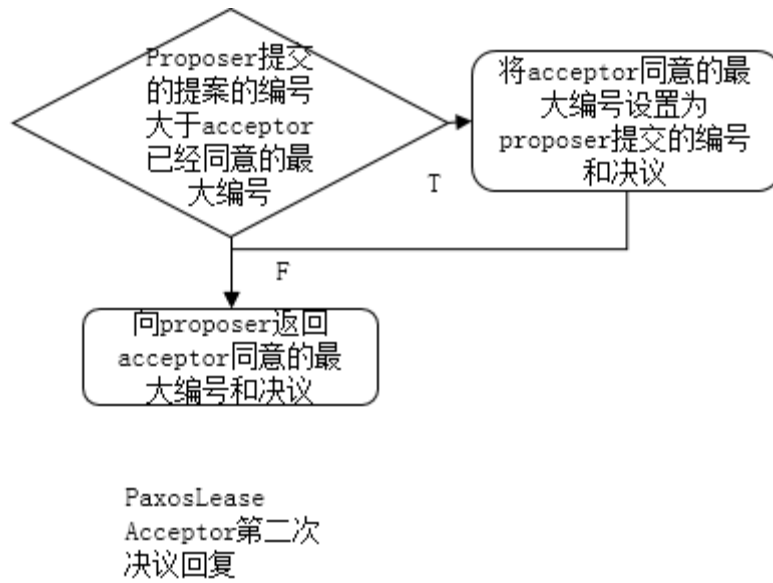 Proposer提交
的提案的编号
大于acceptor
已经同意的最
大编号
将acceptor同意的最
大编号设置为
proposer提交的编号
和决议
T
F
向proposer返回
acceptor同意的最
大编号和决议
PaxosLease
Acceptor第二次
决议回复